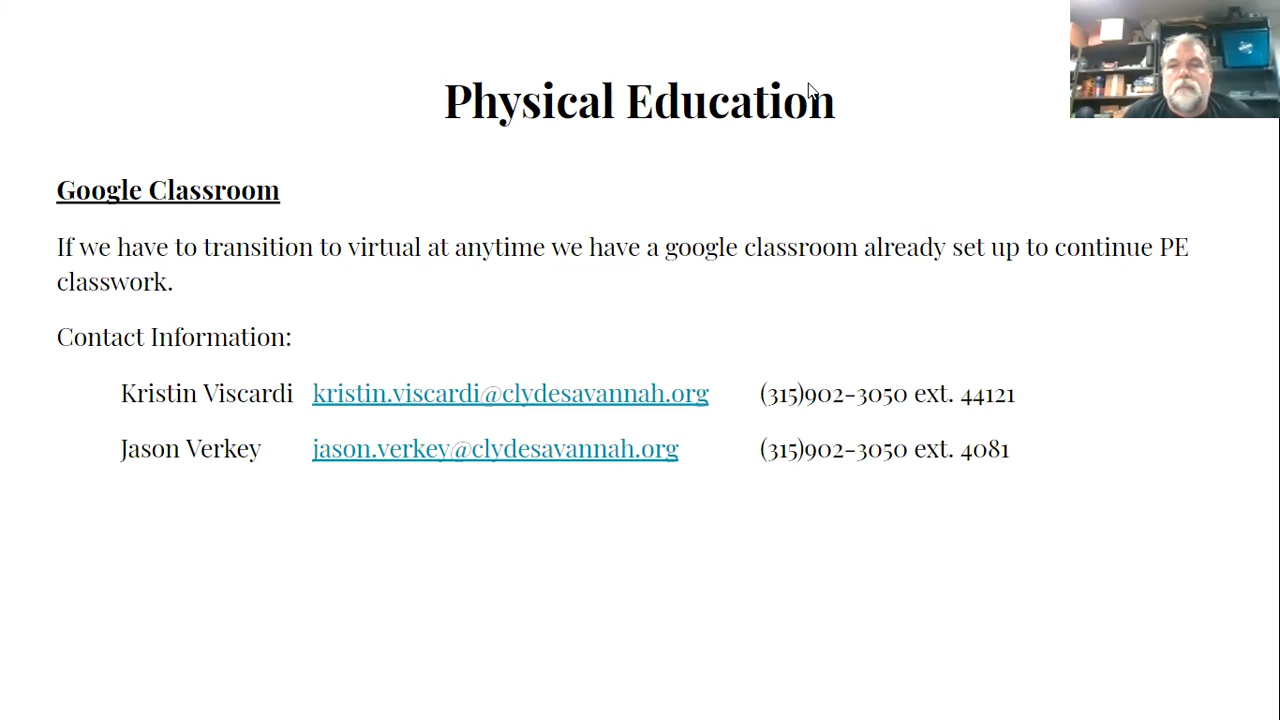 Physical Education
Google Classroom
If we have to transition to virtual at anytime we have a google classroom already set up to continue PE
classwork.
Contact Information:
Kristin Viscardi kristin.viscardi@clydesavannah.org (315)902-3050 ext. 44121
Jason Verkey jason.verkey@clydesavannah.org (315)902-3050 ext. 4081